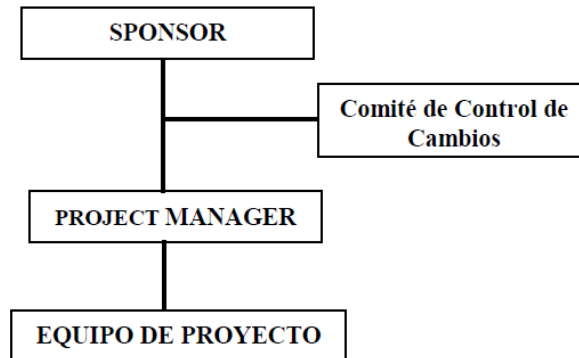 SPONSOR
Comité de Control de
Cambios
PROJECT MANAGER
EQUIPO DE PROYECTO